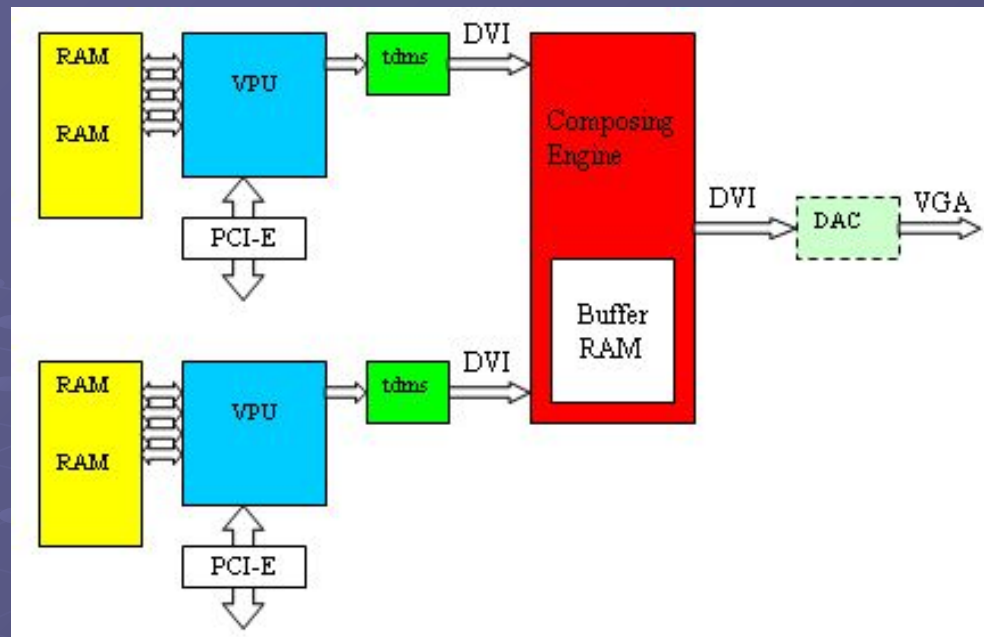 RAM
RAM
VPU
tdms
DVI
PCI-E
Composing
Engine
Buffer
RAM
DVI
DAC
VGA
RAM
RAM
VPU
tdms
DVI
PCI-E